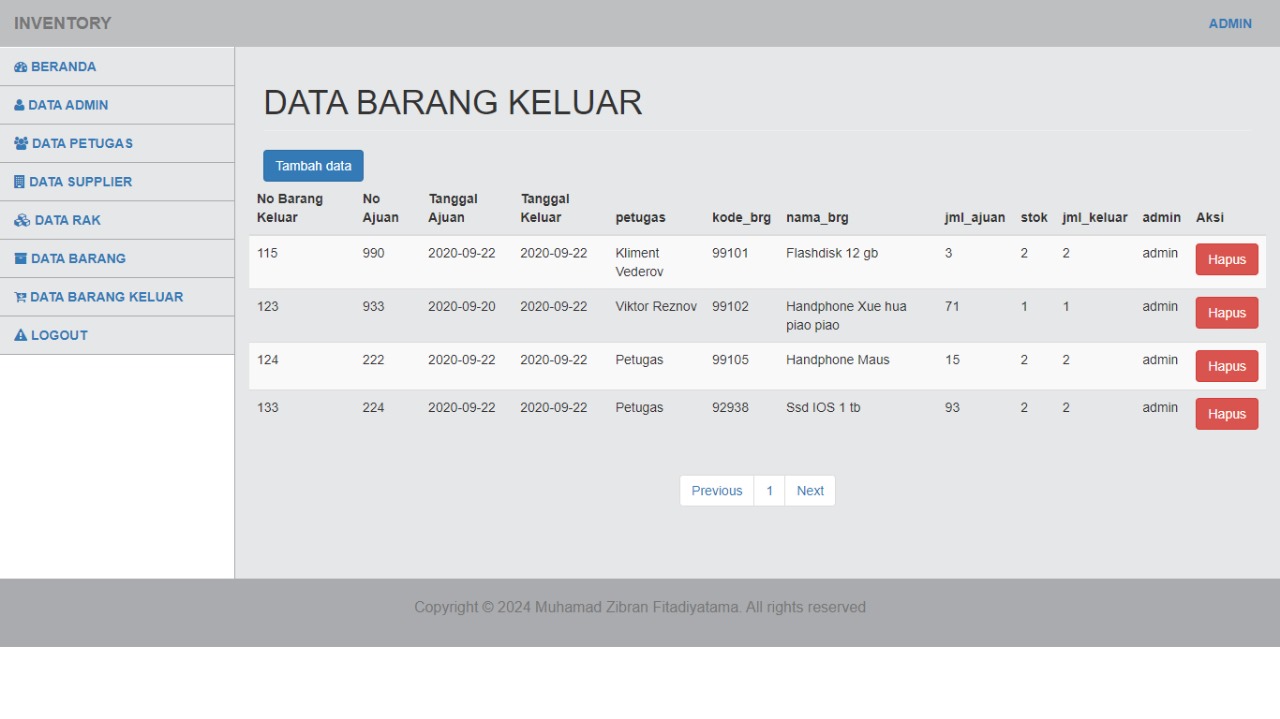 INVENTORY
ADMIN
BERANDA
DATA ADMIN
DATA PETUGAS
DATA SUPPLIER
DATA RAK
DATA BARANG
DATA BARANG KELUAR
LOGOUT
DATA BARANG KELUAR
Tambah data
No Barang Keluar No Ajuan Tanggal Ajuan Tanggal Keluar petugas kode_brg nama_brg jml_ajuan stok jml_keluar admin Aksi
115 990 2020-09-22 2020-09-22 Kliment Vederov 99101 Flashdisk 12 gb 3 2 2 admin Hapus
123 933 2020-09-20 2020-09-22 Viktor Reznov 99102 Handphone Xue hua piao piao 71 1 1 admin Hapus
124 222 2020-09-22 2020-09-22 Petugas 99105 Handphone Maus 15 2 2 admin Hapus
133 224 2020-09-22 2020-09-22 Petugas 92938 Ssd IOS 1 tb 93 2 2 admin Hapus
Previous 1 Next
Copyright © 2024 Muhamad Zibran Fitadiyatama. All rights reserved